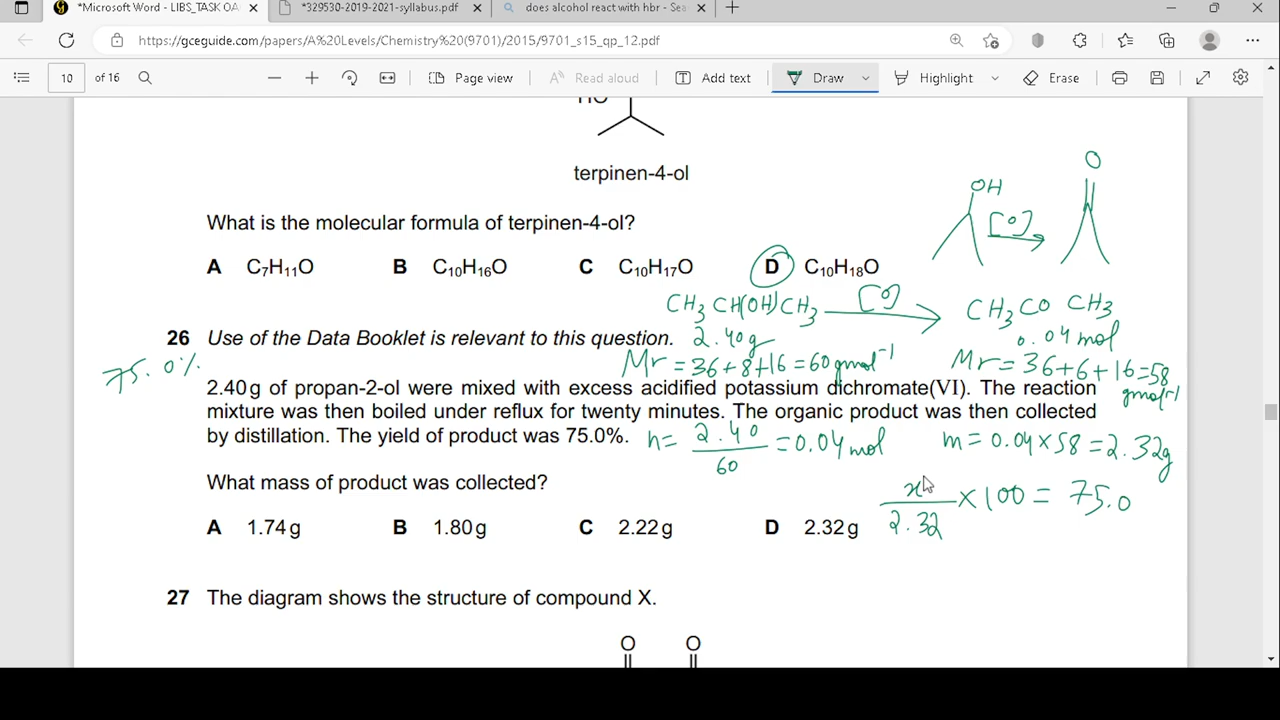 *Microsoft Word - LIBS_TASK OA
*329530-2019-2021-syllabus.pdf
does alcohol react with hbr - Sea
https://gceguide.com/papers/A%20Levels/Chemistry%20(9701)/2015/9701_s15_qp_12.pdf
10 of 16
Page view
Read aloud
Add text
Draw
Highlight
Erase
HO
terpinen-4-ol
O
OH
[O]
What is the molecular formula of terpinen-4-ol?
A C₇H₁₁O B C₁₀H₁₆O C C₁₀H₁₇O D C₁₀H₁₈O
CH₃ CH(OH)CH₃ [O] CH₃ CO CH₃
26 Use of the Data Booklet is relevant to this question.
2.40g
0.04 mol
75.0%
Mr = 36+8+16 = 60 gmol⁻¹
Mr = 36+6+16=58 gmol⁻¹
2.40 g of propan-2-ol were mixed with excess acidified potassium dichromate(VI). The reaction
mixture was then boiled under reflux for twenty minutes. The organic product was then collected
by distillation. The yield of product was 75.0%.
n= 2.40 / 60 = 0.04 mol
m = 0.04 × 58 = 2.32g
What mass of product was collected?
x / 2.32 × 100 = 75.0
A 1.74 g B 1.80 g C 2.22 g D 2.32 g
27 The diagram shows the structure of compound X.
O O